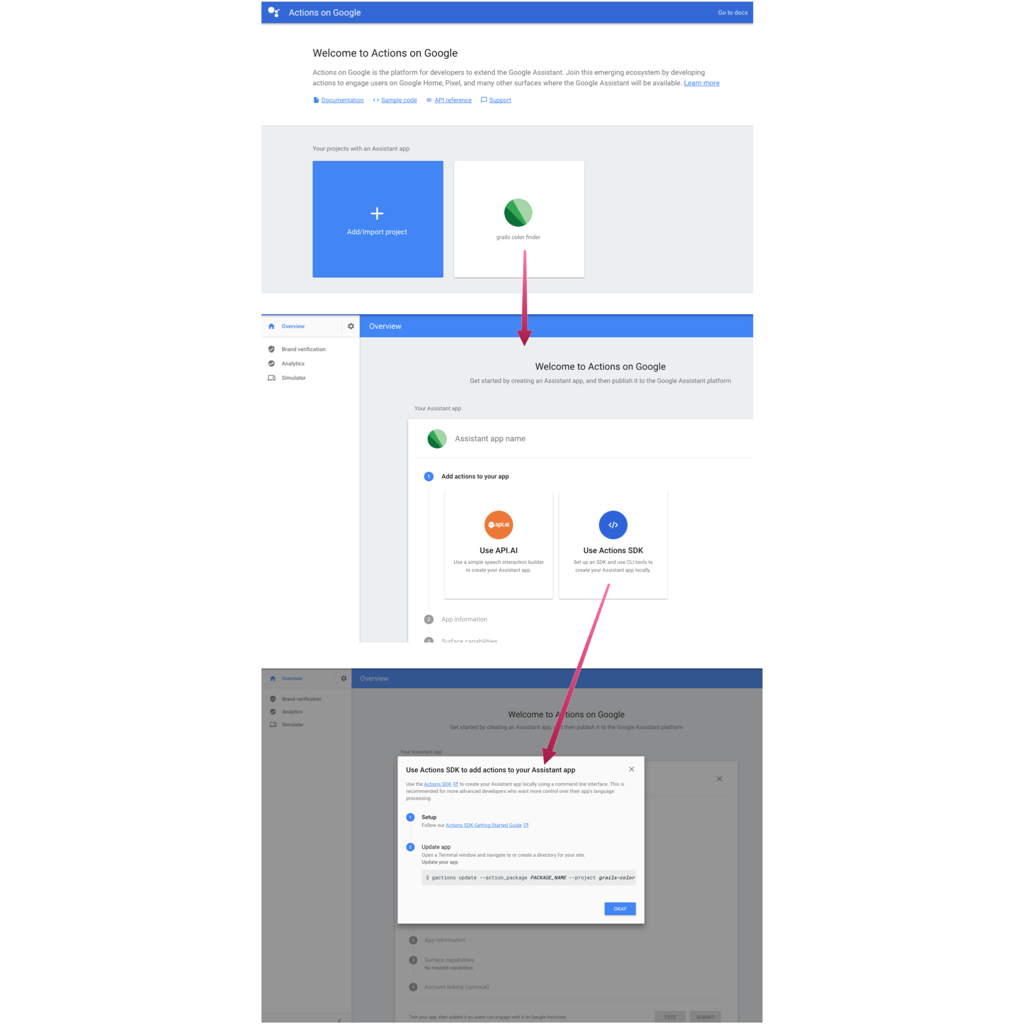 Actions on Google
Go to docs
Welcome to Actions on Google
Actions on Google is the platform for developers to extend the Google Assistant. Join this emerging ecosystem by developing
actions to engage users on Google Home, Pixel, and many other surfaces where the Google Assistant will be available. Learn more
Documentation
Sample code
API reference
Support
Your projects with an Assistant app
Add/Import project
grails color finder
Overview
Overview
Brand verification
Analytics
Simulator
Welcome to Actions on Google
Get started by creating an Assistant app, and then publish it to the Google Assistant platform
Your Assistant app
Assistant app name
1 Add actions to your app
api.ai
Use API.AI
Use a simple speech interaction builder
to create your Assistant app
</>
Use Actions SDK
Set up an SDK and use CLI tools to
create your Assistant app locally
2 App information
3 Surface capabilities
Overview
Overview
Brand verification
Analytics
Simulator
Welcome to Actions on Google
Get started by creating an Assistant app, and then publish it to the Google Assistant platform
Your Assistant app
Use Actions SDK to add actions to your Assistant app
Use the Actions SDK to create your Assistant app locally using a command line interface. This is
recommended for more advanced developers who want more control over their app's language
processing.
1 Setup
Follow our Actions SDK Getting Started Guide
2 Update app
Open a Terminal window and navigate to or create a directory for your site.
Update your app
$ gactions update --action_package PACKAGE_NAME --project grails-color
OKAY
App information
Surface capabilities
No required capabilities
Account linking (optional)
Test your app, then publish it so users can engage with it on Google Assistant
TEST
SUBMIT